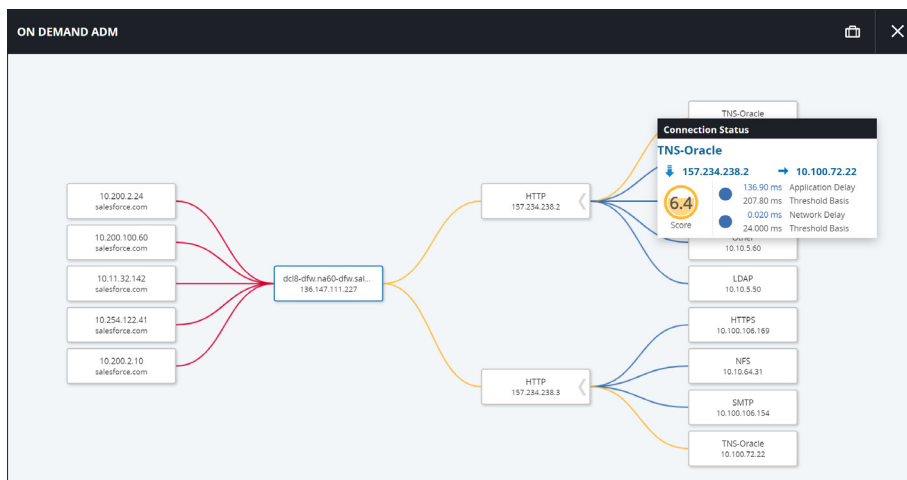 ON DEMAND ADM
10.200.2.24
salesforce.com
10.200.100.60
salesforce.com
10.11.32.142
salesforce.com
10.254.122.41
salesforce.com
10.200.2.10
salesforce.com
dcl8-dfw.na60-dfw.sal...
136.147.111.227
HTTP
157.234.238.2
HTTP
157.234.238.3
TNS-Oracle
Connection Status
TNS-Oracle
157.234.238.2
10.100.72.22
6.4
Score
136.90 ms Application Delay
207.80 ms Threshold Basis
0.020 ms Network Delay
24.000 ms Threshold Basis
10.10.5.60
LDAP
10.10.5.50
HTTPS
10.100.106.169
NFS
10.10.64.31
SMTP
10.100.106.154
TNS-Oracle
10.100.72.22